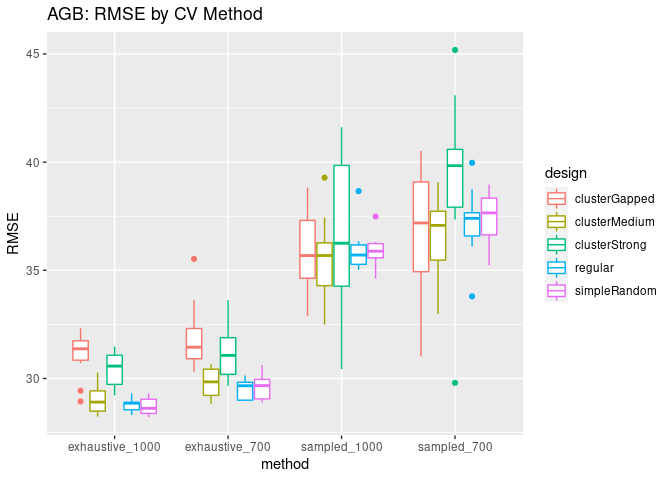 AGB: RMSE by CV Method
45
40
35
30
RMSE
exhaustive_1000
exhaustive_700
sampled_1000
sampled_700
method
design
clusterGapped
clusterMedium
clusterStrong
regular
simpleRandom